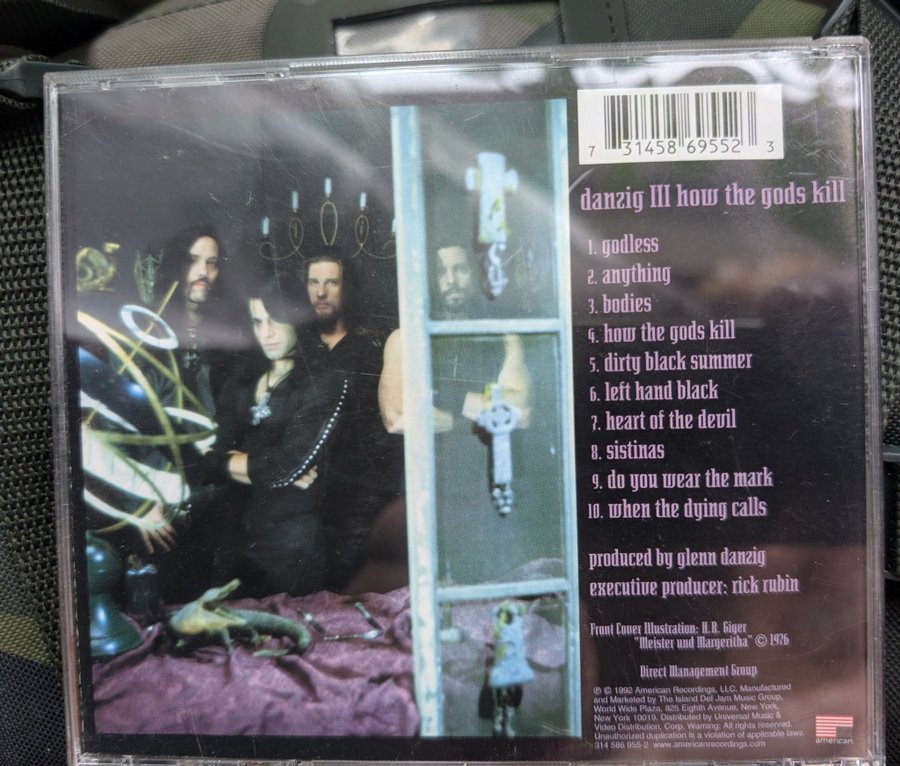 7 31458 69552 3
danzig III how the gods kill
1. godless
2. anything
3. bodies
4. how the gods kill
5. dirty black summer
6. left hand black
7. heart of the devil
8. sistinas
9. do you wear the mark
10. when the dying calls
produced by glenn danzig
executive producer: rick rubin
Front Cover Illustration: H.R. Giger
"Meister und Margeritha" © 1976
Direct Management Group
℗ © 1992 American Recordings, LLC. Manufactured
and Marketed by The Island Def Jam Music Group,
World Wide Plaza, 825 Eighth Avenue, New York,
New York 10019. Distributed by Universal Music &
Video Distribution, Corp. Warning: All rights reserved.
Unauthorized duplication is a violation of applicable laws.
314 586 955-2 www.americanrecordings.com
american